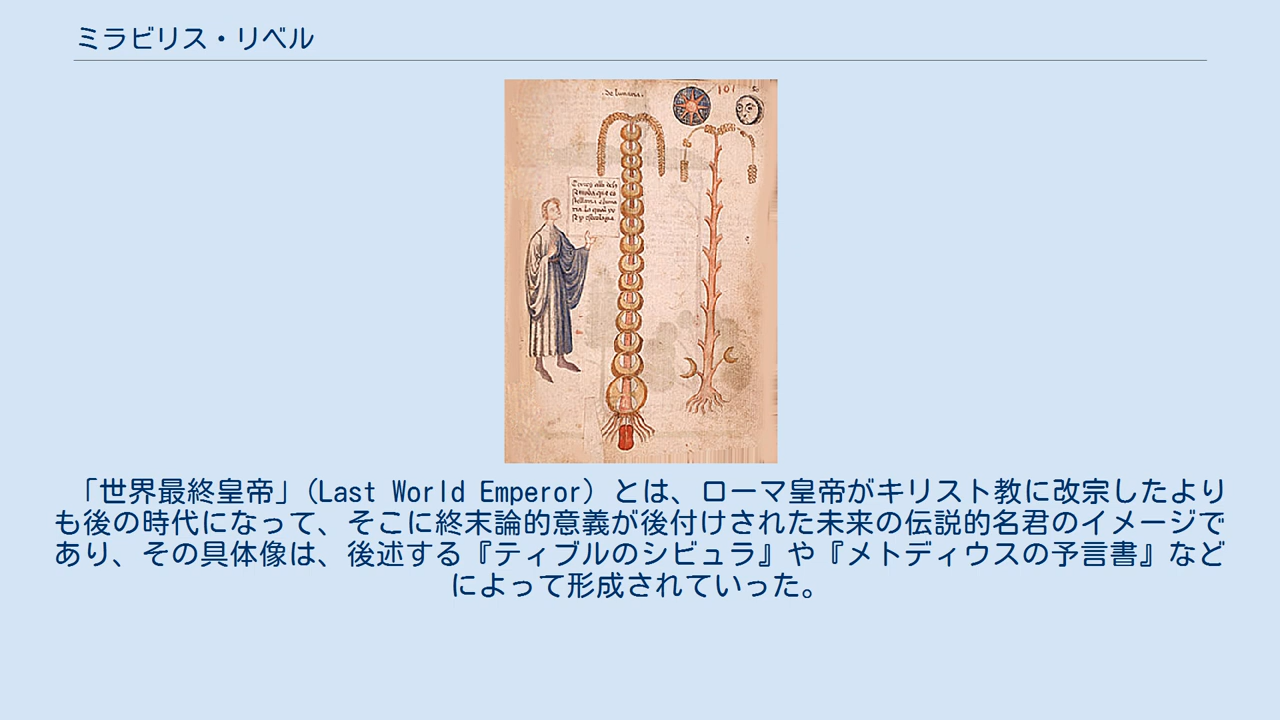 ミラビリス・リベル
de lunaria
「世界最終皇帝」(Last World Emperor) とは、ローマ皇帝がキリスト教に改宗したより
も後の時代になって、そこに終末論的意義が後付けされた未来の伝説的名君のイメージで
あり、その具体像は、後述する『ティブルのシビュラ』や『メトディウスの予言書』など
によって形成されていった。